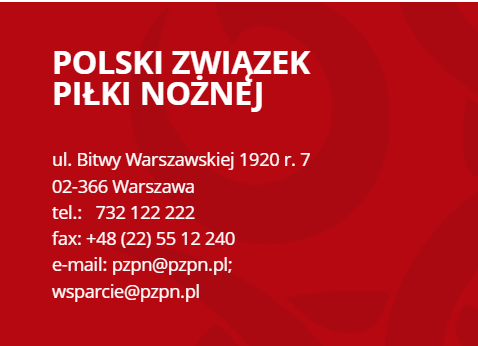 POLSKI ZWIĄZEK
PIŁKI NOŻNEJ
ul. Bitwy Warszawskiej 1920 r. 7
02-366 Warszawa
tel.:   732 122 222
fax: +48 (22) 55 12 240
e-mail: pzpn@pzpn.pl;
wsparcie@pzpn.pl